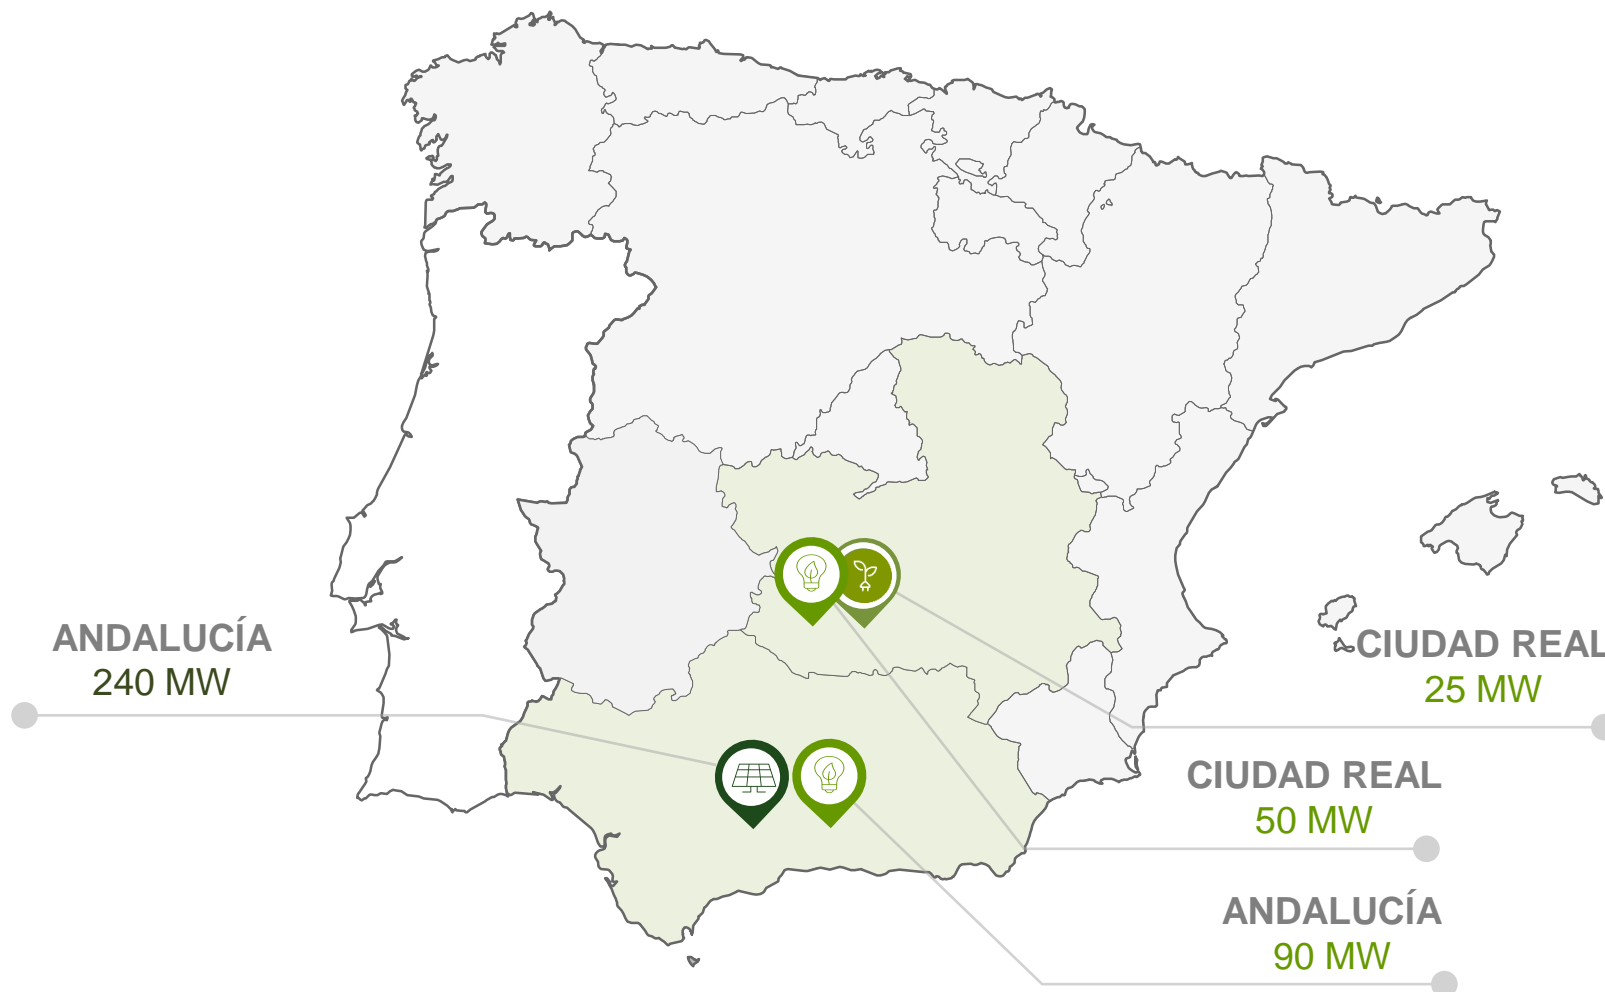 ANDALUCÍA
240 MW
CIUDAD REAL
25 MW
CIUDAD REAL
50 MW
ANDALUCÍA
90 MW